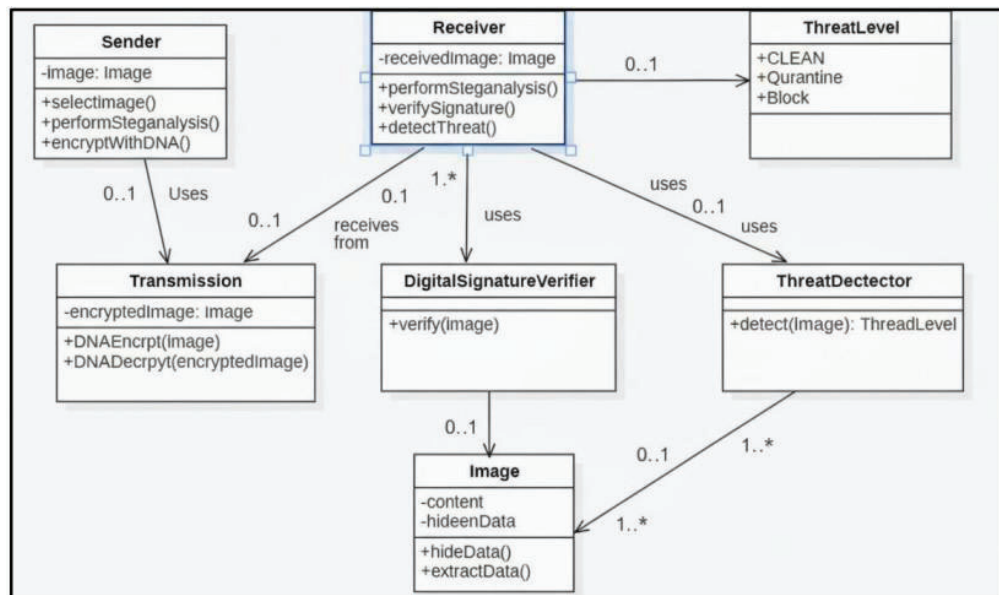 Sender
-image: Image
+selectImage()
+performSteganalysis()
+encryptWithDNA()
Receiver
-receivedImage: Image
+performSteganalysis()
+verifySignature()
+detectThreat()
0..1
ThreatLevel
+CLEAN
+Qurantine
+Block
0..1
Uses
0..1
0.1
receives
from
1.*
uses
uses
0..1
uses
Transmission
-encryptedImage: Image
+DNAEncrpt(image)
+DNADecrpyt(encryptedImage)
DigitalSignatureVerifier
+verify(image)
ThreatDectector
+detect(Image): ThreadLevel
0..1
0..1
1..*
1..*
Image
-content
-hideenData
+hideData()
+extractData()